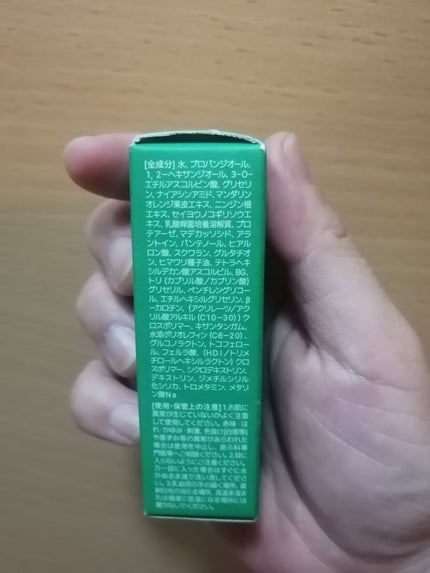 [全成分] 水、プロパンジオール、
1, 2ーヘキサンジオール、3-O-
エチルアスコルビン酸、グリセリ
ン、ナイアシンアミド、マンダリン
オレンジ果皮エキス、ニンジン根
エキス、セイヨウノコギリソウエ
キス、乳酸桿菌培養溶解質、プロ
テアーゼ、マデカッソシド、アラ
ントイン、パンテノール、ヒアル
ロン酸、スクワラン、グルタチオ
ン、ヒマワリ種子油、テトラヘキ
シルデカン酸アスコルビル、BG、
トリ(カプリル酸/カプリン酸)
グリセリル、ペンチレングリコー
ル、エチルヘキシルグリセリン、β
ーカロチン、(アクリレーツ/アク
リル酸アルキル(C10-30))ク
ロスポリマー、キサンタンガム、
水添ポリオレフィン(C6-20)、
グルコノラクトン、トコフェロー
ル、フェルラ酸、(HDI/トリメ
チロールヘキシルラクトン)クロ
スポリマー、シクロデキストリン、
デキストリン、ジメチルシリル
化シリカ、トロメタミン、メタリ
ン酸Na
[使用・保管上の注意] 1.お肌に
異常が生じていないかよく注意
して使用してください。赤味・は
れ・かゆみ・刺激、色抜け(白斑等)
や黒ずみ等の異常があらわれた
場合は使用を中止し、皮ふ科専
門医等へご相談ください。2.目に
入らないようにご注意ください。
万一目に入った場合はすぐに水
かぬるま湯で洗い流してくださ
い。3.乳幼児の手の届く場所、直
射日光の当たる場所、高温多湿ま
たは極度に低温になる場所には
置かないでください。